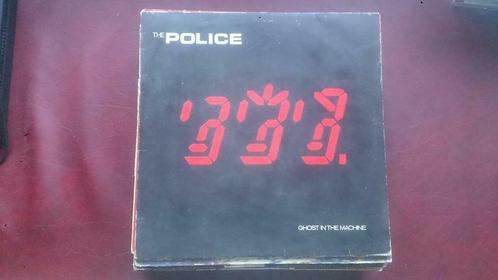 THE POLICE
GHOST IN THE MACHINE